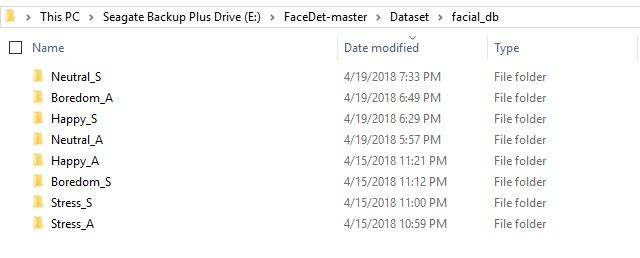 This PC > Seagate Backup Plus Drive (E:) > FaceDet-master > Dataset > facial_db
Name Date modified Type
Neutral_S 4/19/2018 7:33 PM File folder
Boredom_A 4/19/2018 6:49 PM File folder
Happy_S 4/19/2018 6:29 PM File folder
Neutral_A 4/19/2018 5:57 PM File folder
Happy_A 4/15/2018 11:21 PM File folder
Boredom_S 4/15/2018 11:12 PM File folder
Stress_S 4/15/2018 11:00 PM File folder
Stress_A 4/15/2018 10:59 PM File folder